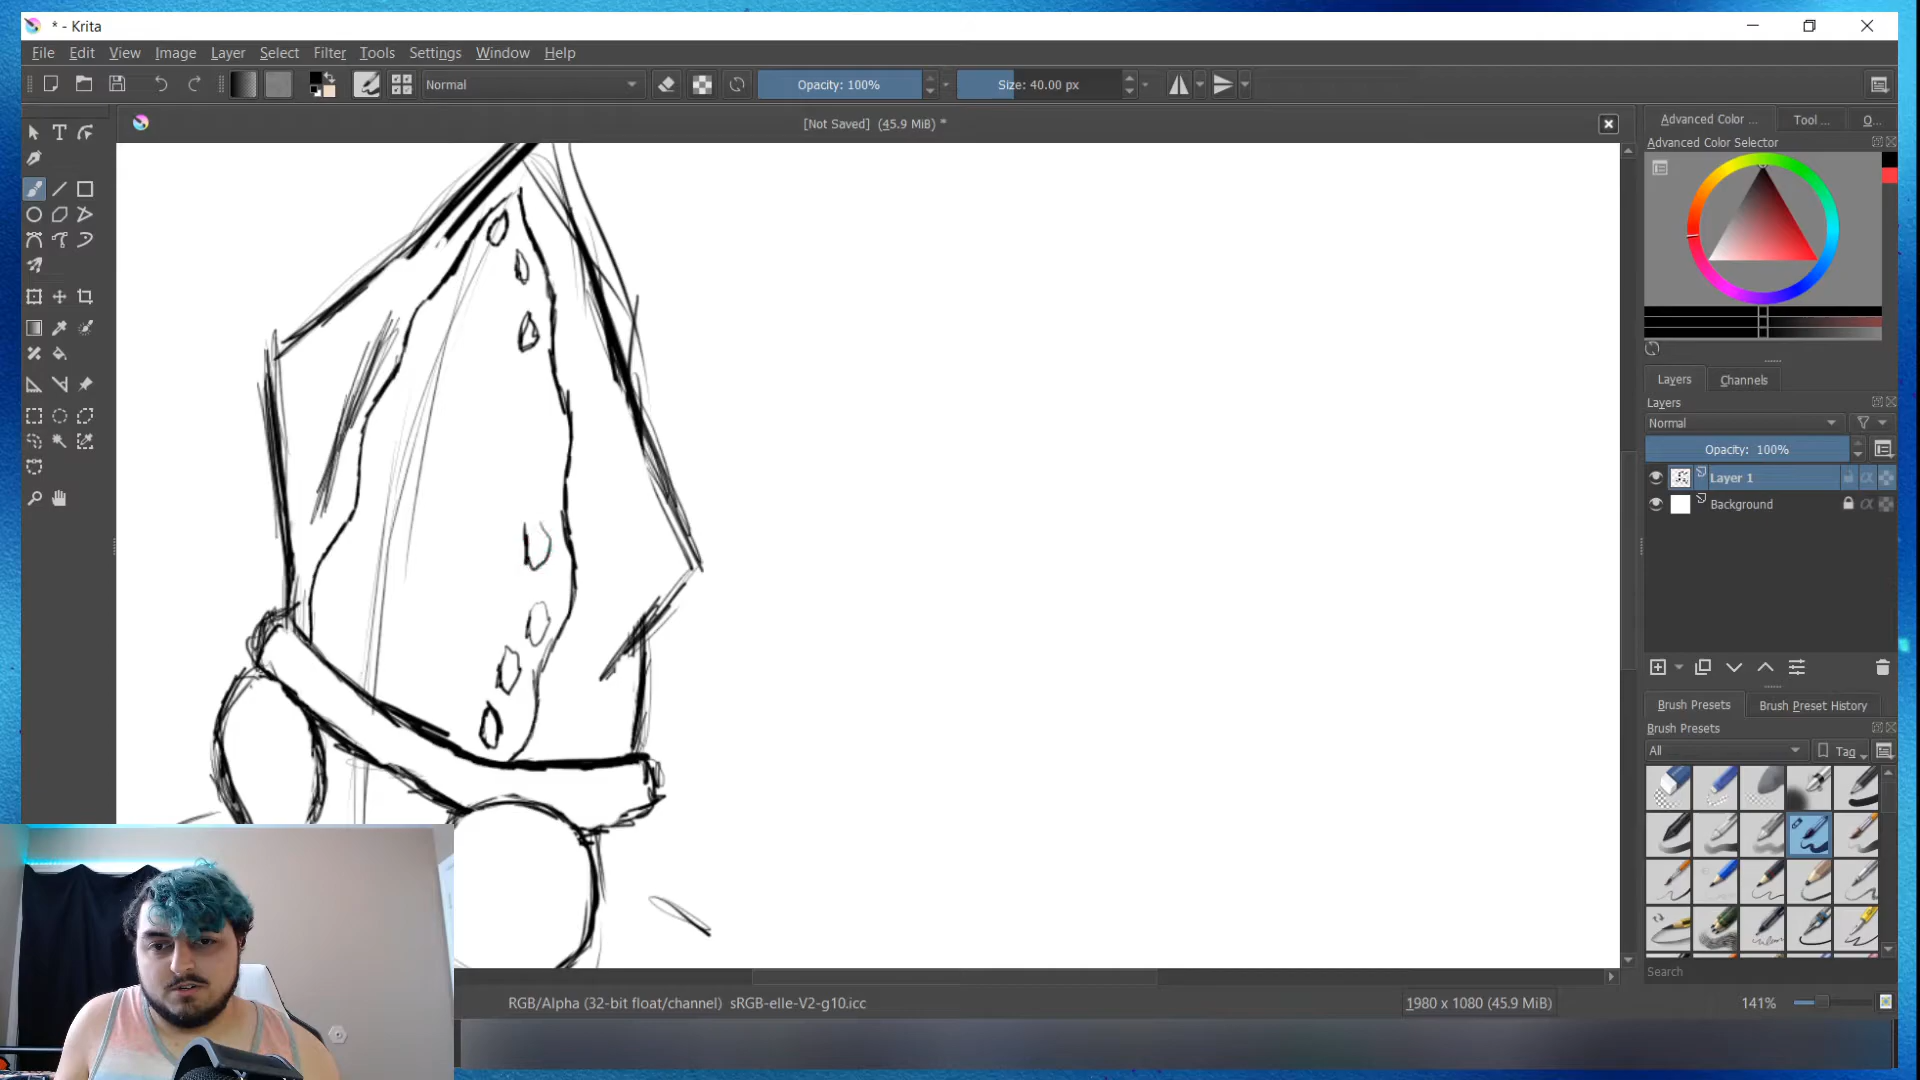 * - Krita
File Edit View Image Layer Select Filter Tools Settings Window Help
Normal
Opacity: 100%
Size: 40.00 px
[Not Saved] (45.9 MiB) *
Advanced Color ...
Tool ...
O...
Advanced Color Selector
Layers
Channels
Layers
Normal
Opacity: 100%
Layer 1
Background
Brush Presets
Brush Preset History
Brush Presets
All
Tag
Search
RGB/Alpha (32-bit float/channel) sRGB-elle-V2-g10.icc
1980 x 1080 (45.9 MiB)
141%